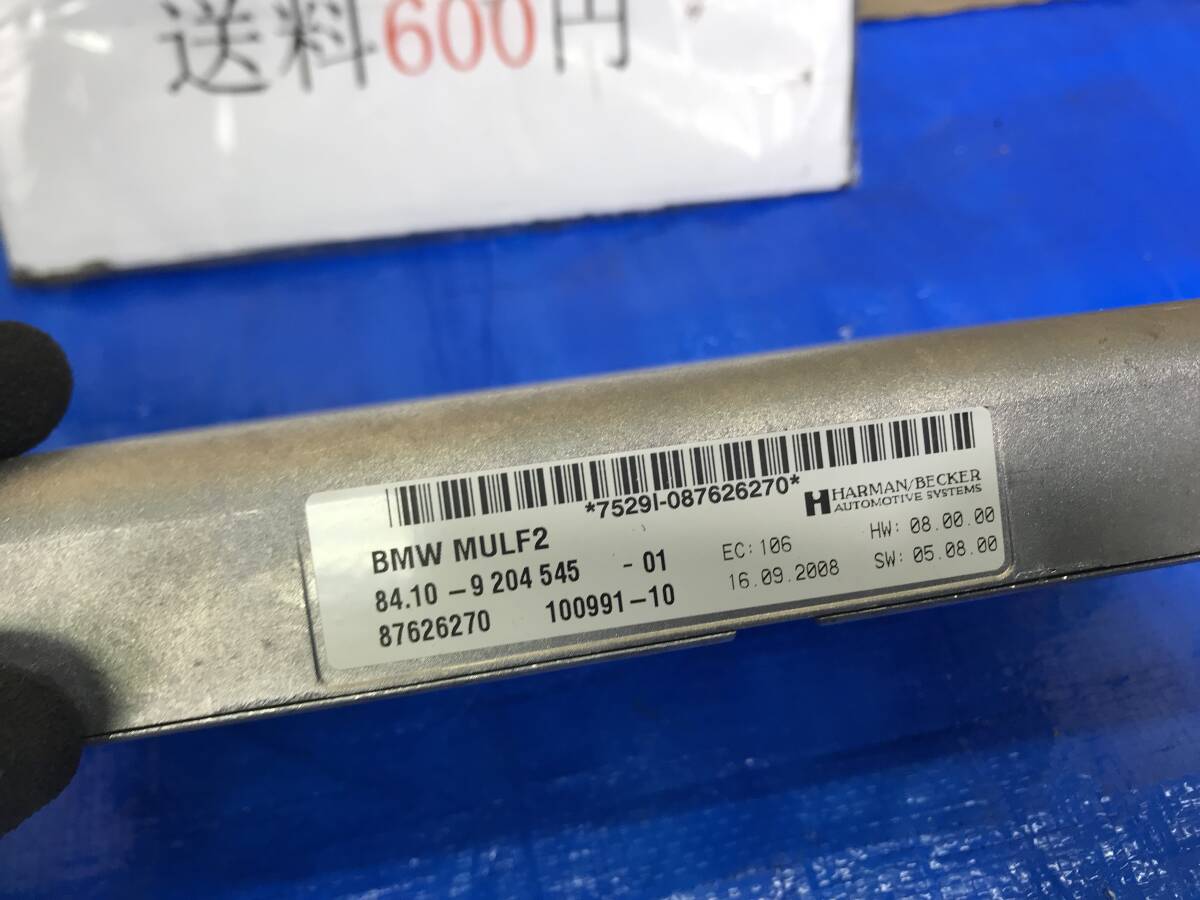 送料600円
*7529I-087626270*
HARMAN/BECKER
AUTOMOTIVE SYSTEMS
BMW MULF2
84.10 -9 204 545 - 01
87626270 100991-10
EC: 106
16.09.2008
HW: 08.00.00
SW: 05.08.00